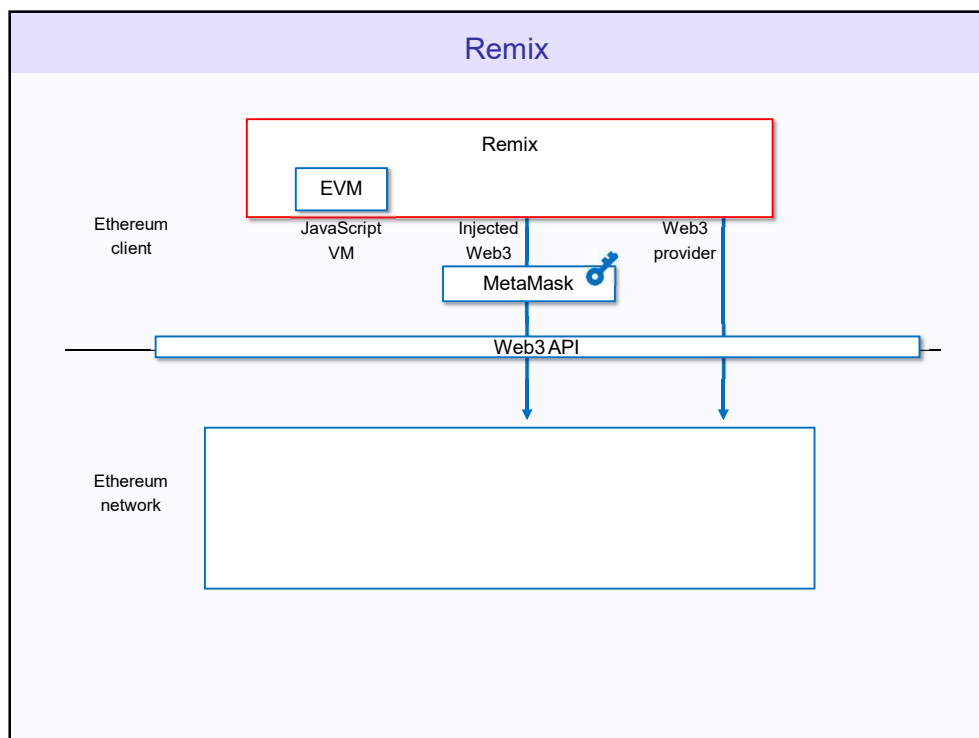 Remix
Remix
EVM
Ethereum
client
JavaScript
VM
Injected
Web3
Web3
provider
MetaMask
Web3 API
Ethereum
network